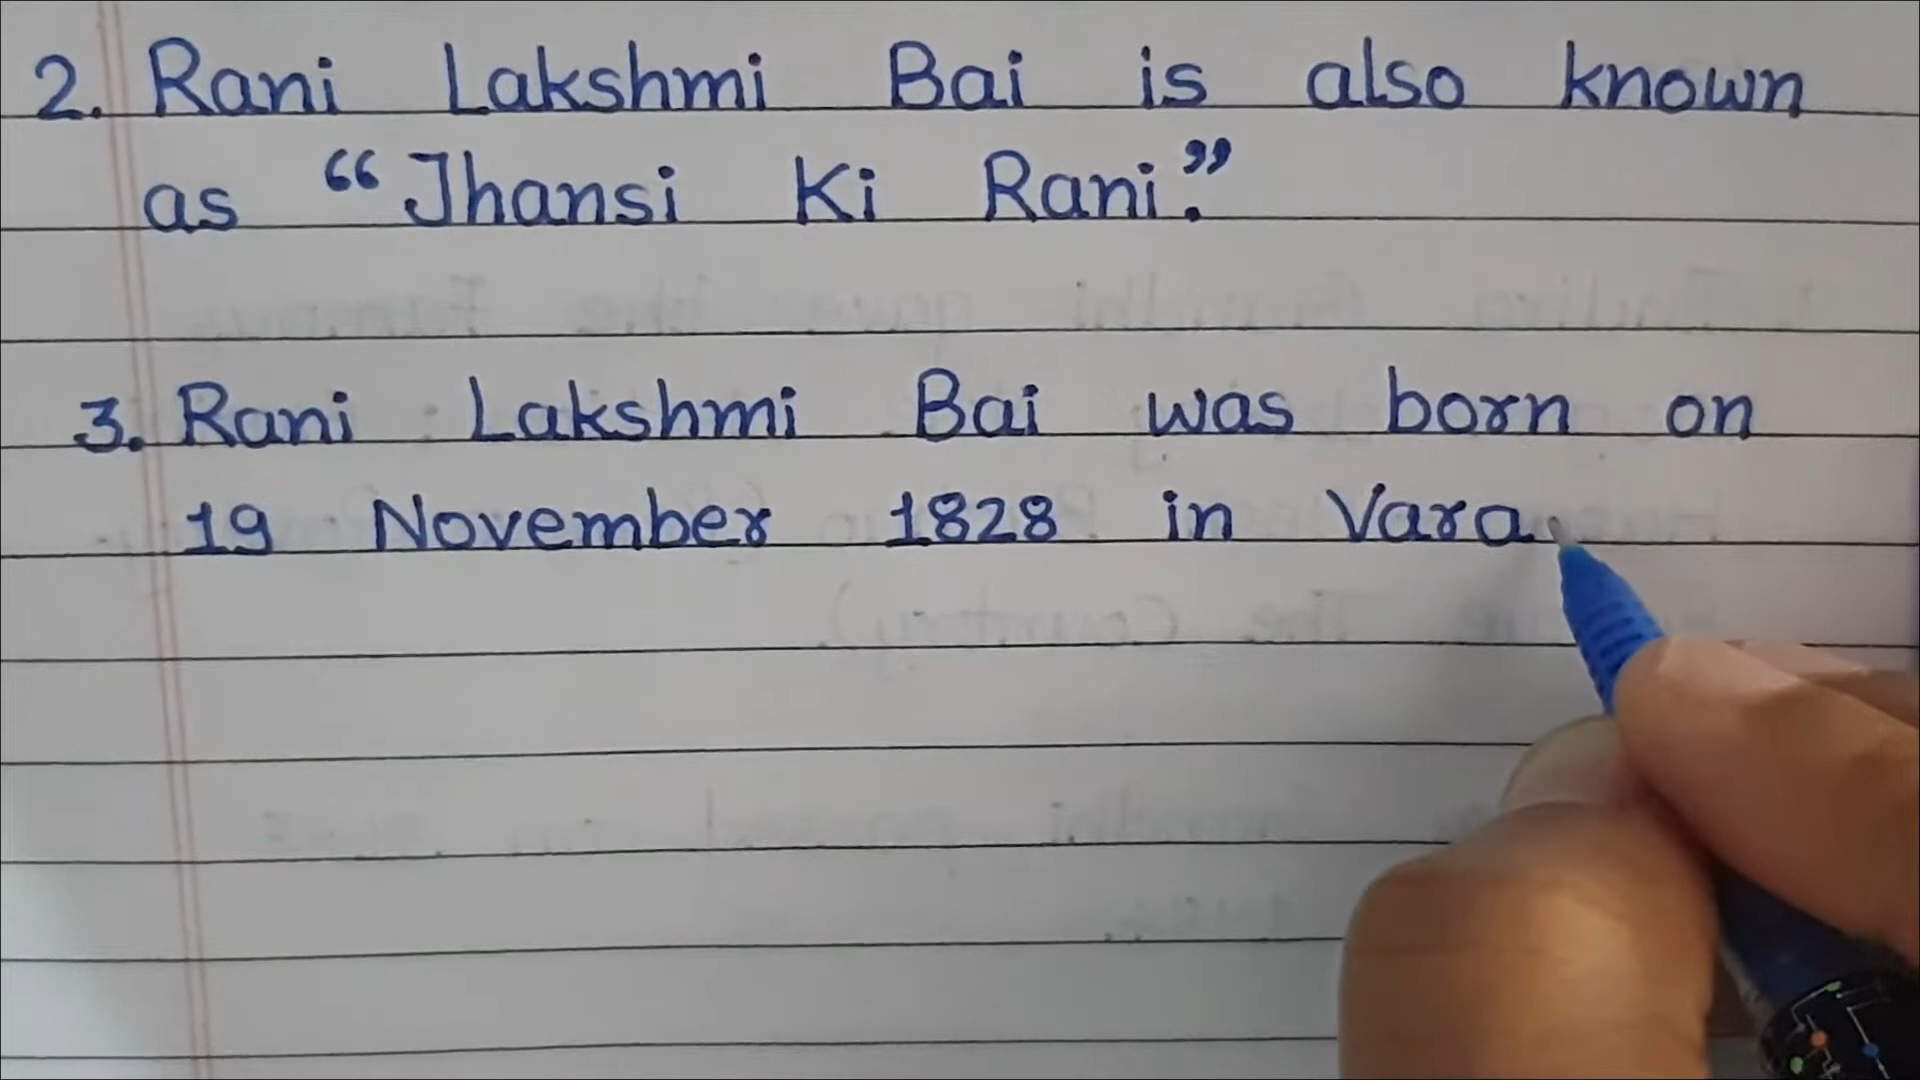 2. Rani Lakshmi Bai is also known
as “Jhansi Ki Rani.”
3. Rani Lakshmi Bai was born on
19 November 1828 in Vara